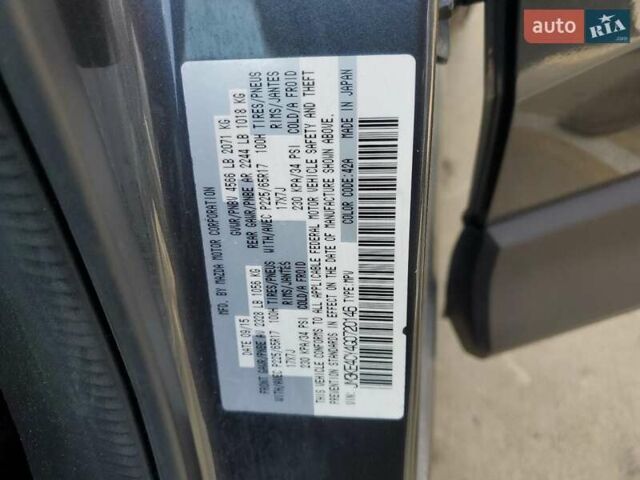 auto RIA .com
MFD. BY MAZDA MOTOR CORPORATION
DATE 09/15 GVWR/PNBV 4566 LB 2071 KG
FRONT GAWR/PNBE AV 2328 LB 1056 KG REAR GAWR/PNBE AR 2244 LB 1018 KG
WITH/AVEC P225/65R17 100H TIRES/PNEUS WITH/AVEC P225/65R17 100H TIRES/PNEUS
17X7J RIMS/JANTES 17X7J RIMS/JANTES
230 KPA/34 PSI COLD/A FROID 230 KPA/34 PSI COLD/A FROID
THIS VEHICLE CONFORMS TO ALL APPLICABLE FEDERAL MOTOR VEHICLE SAFETY AND THEFT
PREVENTION STANDARDS IN EFFECT ON THE DATE OF MANUFACTURE SHOWN ABOVE.
VIN: TYPE:MPV COLOR CODE:42A MADE IN JAPAN